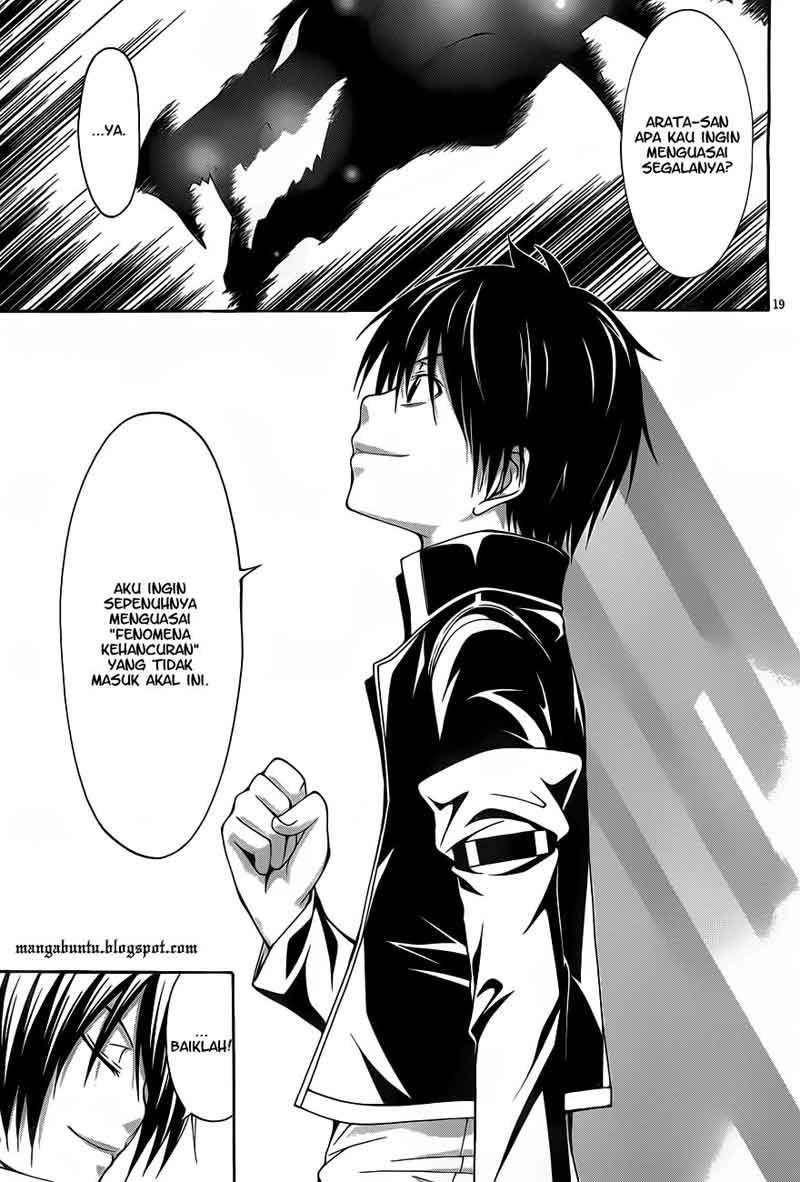 ARATA-SAN
APA KAU INGIN
MENGUASAI
SEGALANYA?
...YA.
19
AKU INGIN
SEPENUHNYA
MENGUASAI
"FENOMENA
KEHANCURAN"
YANG TIDAK
MASUK AKAL INI.
mangabuntu.blogspot.com
...
BAIKLAH!